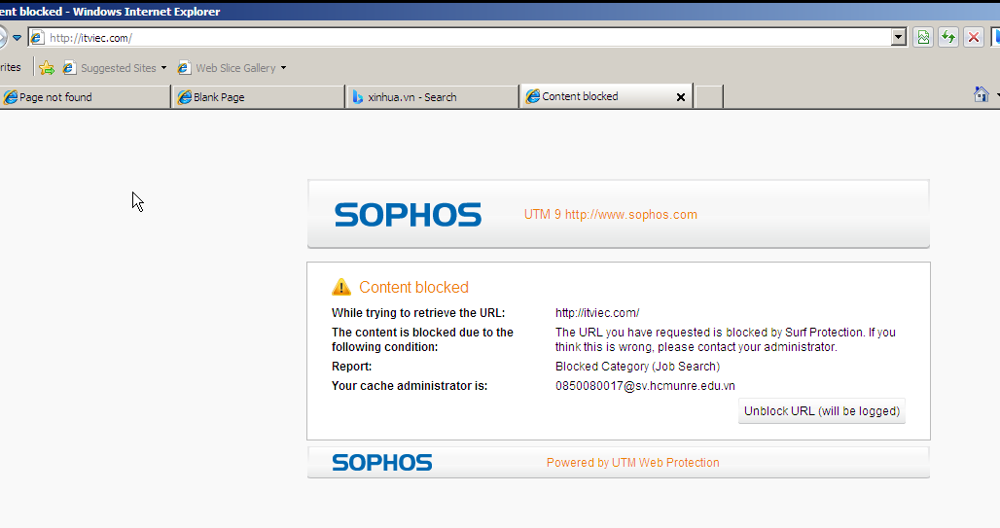 ent blocked - Windows Internet Explorer
http://itviec.com/
rites Suggested Sites Web Slice Gallery
Page not found Blank Page xinhua.vn - Search Content blocked
SOPHOS UTM 9 http://www.sophos.com
Content blocked
While trying to retrieve the URL: http://itviec.com/
The content is blocked due to the The URL you have requested is blocked by Surf Protection. If you
following condition: think this is wrong, please contact your administrator.
Report: Blocked Category (Job Search)
Your cache administrator is: 0850080017@sv.hcmunre.edu.vn
Unblock URL (will be logged)
SOPHOS Powered by UTM Web Protection